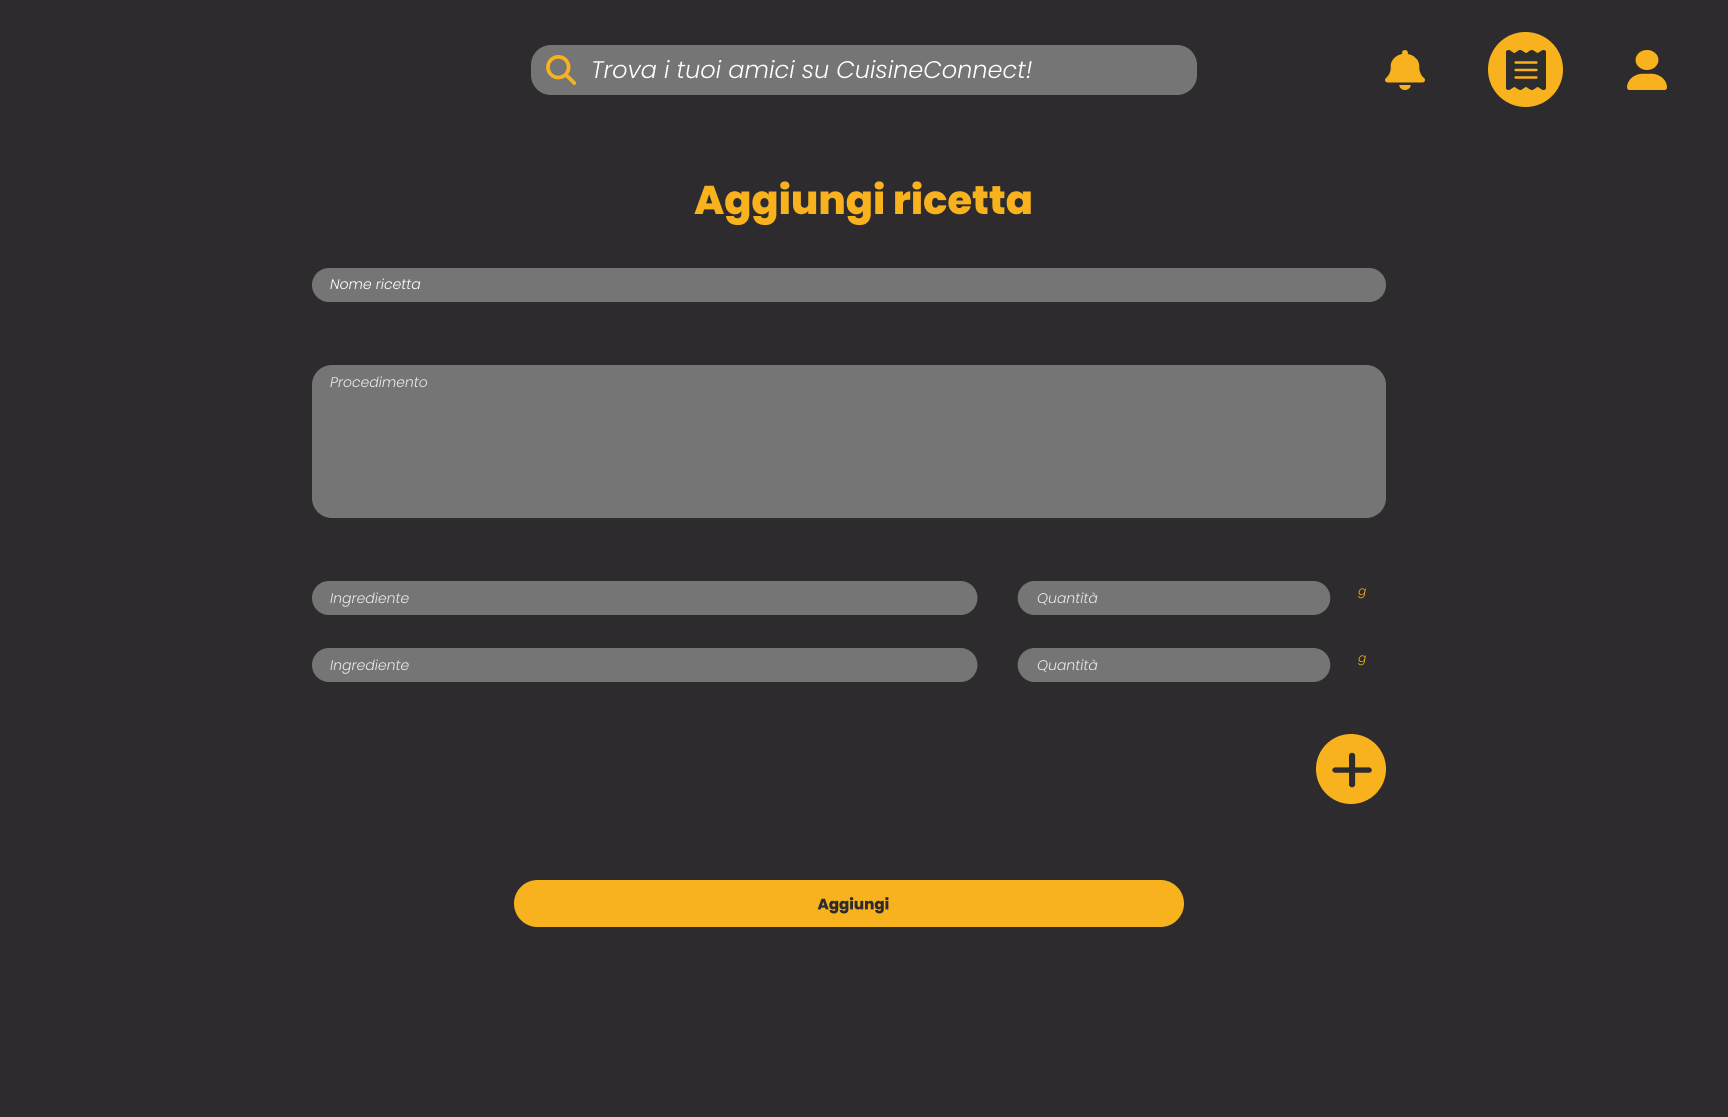 Trova i tuoi amici su CuisineConnect!
Aggiungi ricetta
Nome ricetta
Procedimento
Ingrediente Quantità g
Ingrediente Quantità g
Aggiungi